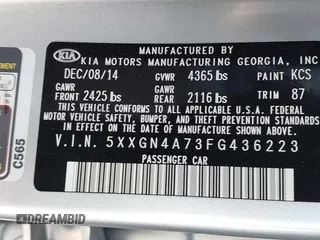 MANUFACTURED BY
KIA KIA MOTORS MANUFACTURING GEORGIA, INC.
DEC/08/14 GVWR 4365 lbs PAINT KCS
GAWR GAWR TRIM 87
FRONT 2425 lbs REAR 2116 lbs
THIS VEHICLE CONFORMS TO ALL APPLICABLE U.S. FEDERAL
MOTOR VEHICLE SAFETY, BUMPER, AND THEFT PREVENTION
STANDARDS IN EFFECT ON THE DATE OF MANUFACTURE SHOWN ABOVE.
V.I.N. 5XXGN4A73FG436223
PASSENGER CAR
C565
DREAMBID.COM